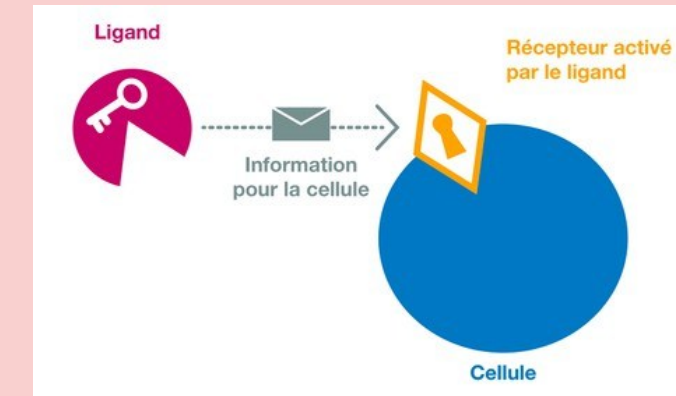 Ligand
Récepteur activé
par le ligand
Information
pour la cellule
Cellule